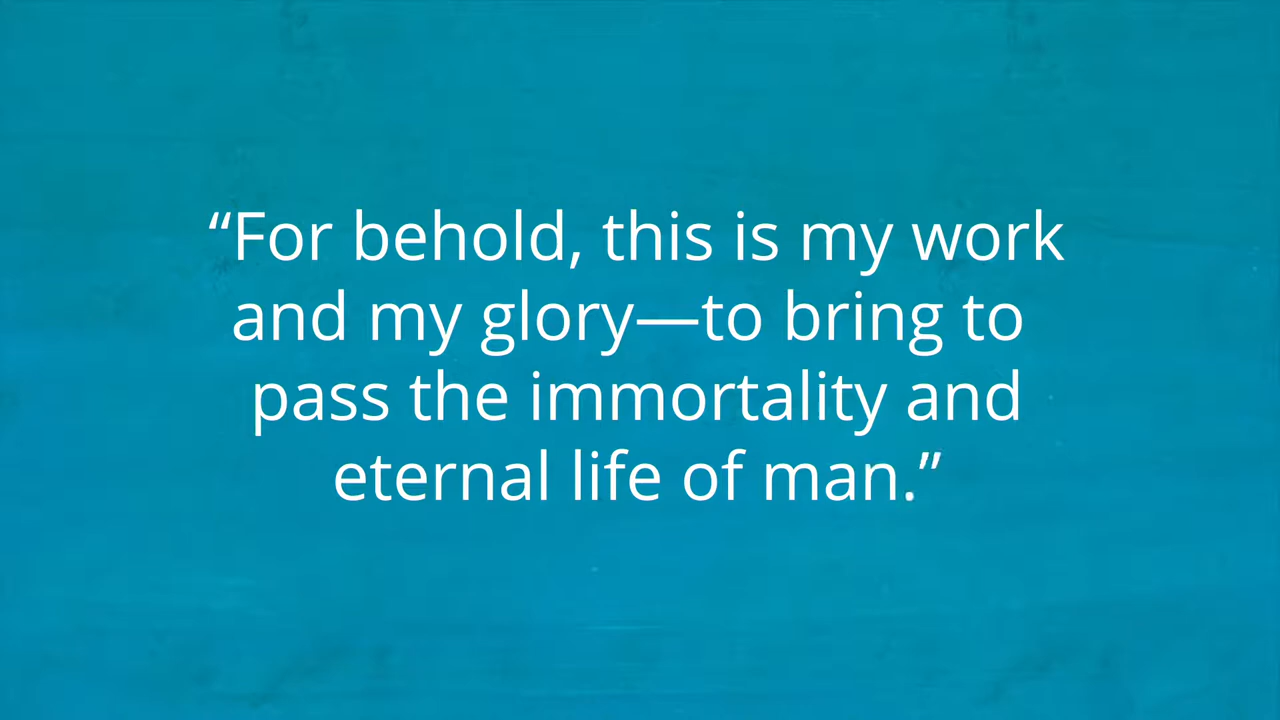 “For behold, this is my work
and my glory—to bring to
pass the immortality and
eternal life of man.”